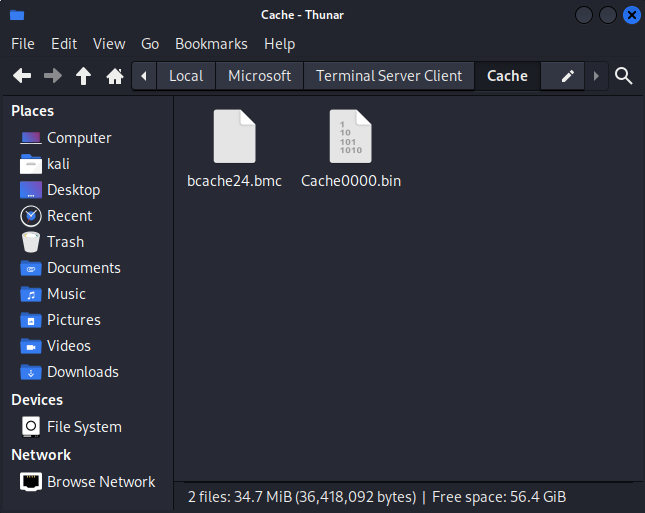 Cache - Thunar
File Edit View Go Bookmarks Help
Local Microsoft Terminal Server Client Cache
Places
Computer
kali
Desktop
Recent
Trash
Documents
Music
Pictures
Videos
Downloads
Devices
File System
Network
Browse Network
1
10
101
1010
bcache24.bmc Cache0000.bin
2 files: 34.7 MiB (36,418,092 bytes) | Free space: 56.4 GiB